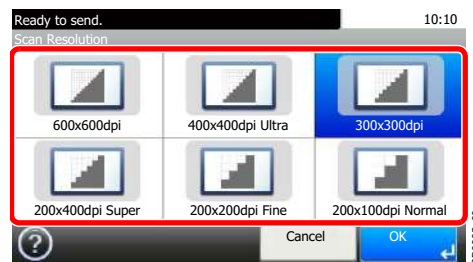 Ready to send. 10:10
Scan Resolution
600x600dpi 400x400dpi Ultra 300x300dpi
200x400dpi Super 200x200dpi Fine 200x100dpi Normal
? Cancel OK